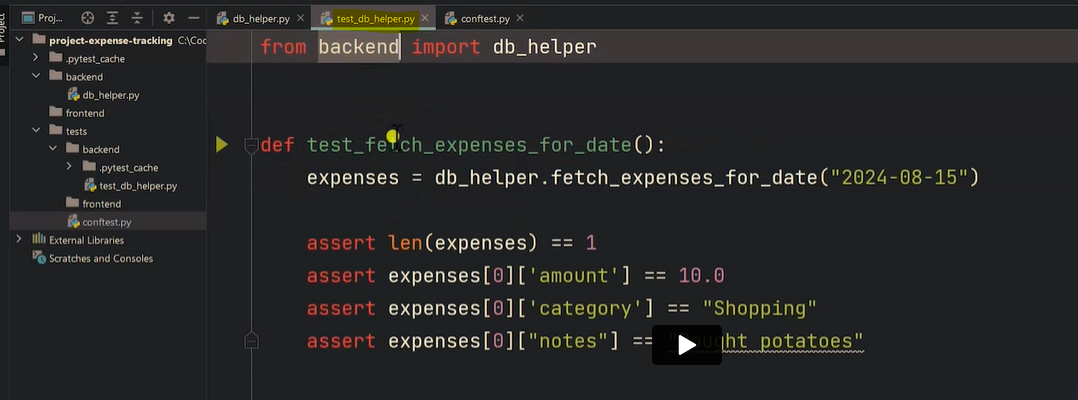 Project
Proj...
db_helper.py
test_db_helper.py
conftest.py
project-expense-tracking C:\Coc
.pytest_cache
backend
db_helper.py
frontend
tests
backend
.pytest_cache
test_db_helper.py
frontend
conftest.py
External Libraries
Scratches and Consoles
from backend import db_helper
def test_fetch_expenses_for_date():
expenses = db_helper.fetch_expenses_for_date("2024-08-15")
assert len(expenses) == 1
assert expenses[0]['amount'] == 10.0
assert expenses[0]['category'] == "Shopping"
assert expenses[0]["notes"] == potatoes"